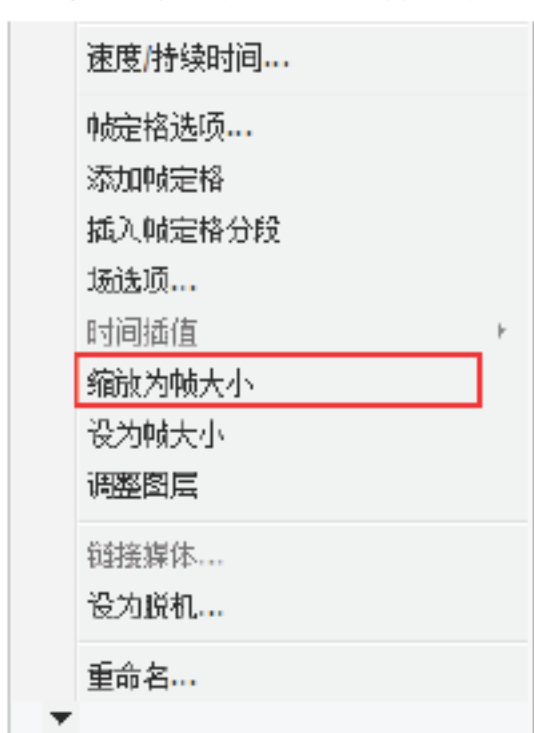 速度/持续时间...
帧定格选项...
添加帧定格
插入帧定格分段
场选项...
时间插值
缩放为帧大小
设为帧大小
调整图层
链接媒体...
设为脱机...
重命名...